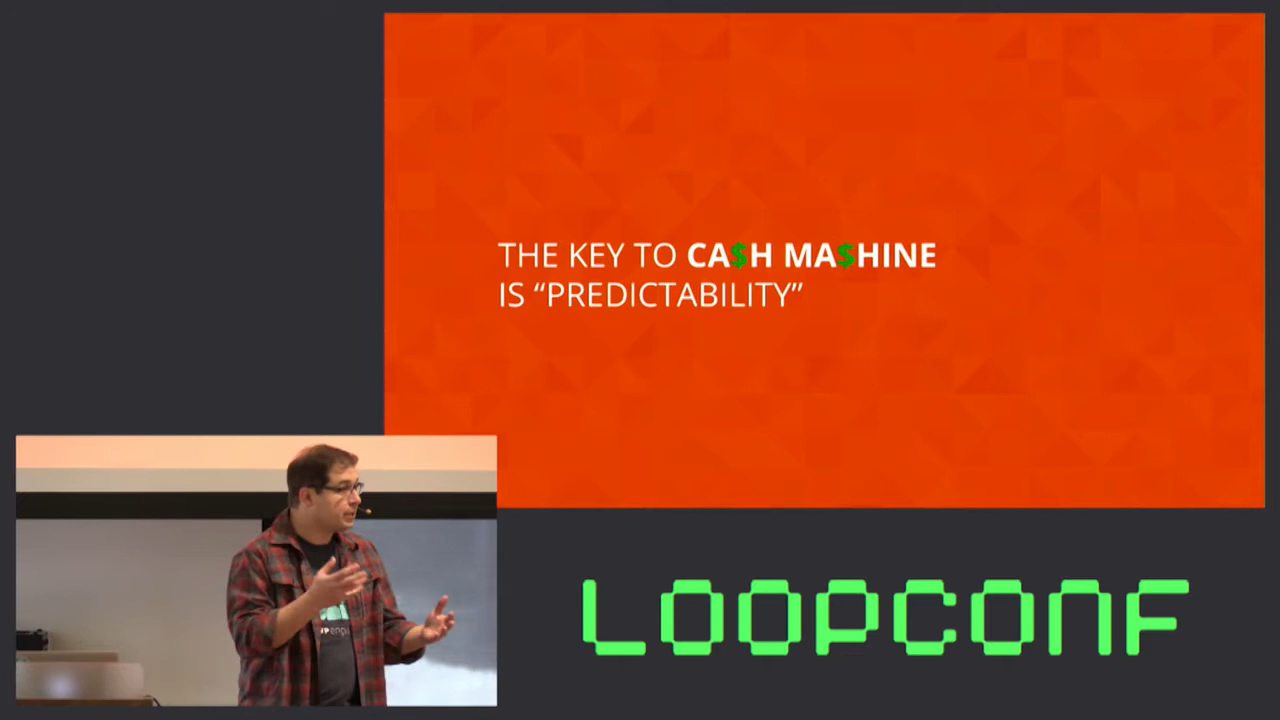 THE KEY TO CA$H MA$HINE
IS “PREDICTABILITY”
LOOPCONF